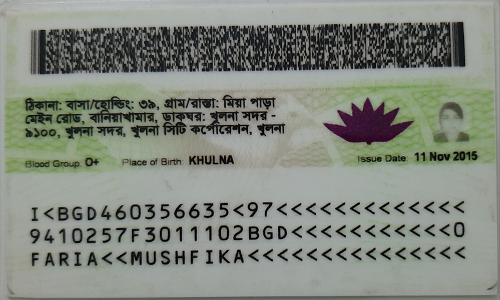 ঠিকানা: বাসা/হোল্ডিং: ৩৯, গ্রাম/রাস্তা: মিয়া পাড়া
মেইন রোড, বানিয়াখামার, ডাকঘর: খুলনা সদর -
৯১০০, খুলনা সদর, খুলনা সিটি কর্পোরেশন, খুলনা
Blood Group: O+ Place of Birth: KHULNA Issue Date: 11 Nov 2015
I<BGD460356635<97<<<<<<<<<<<<<
9410257F3011102BGD<<<<<<<<<<<0
FARIA<<MUSHFIKA<<<<<<<<<<<<<<<